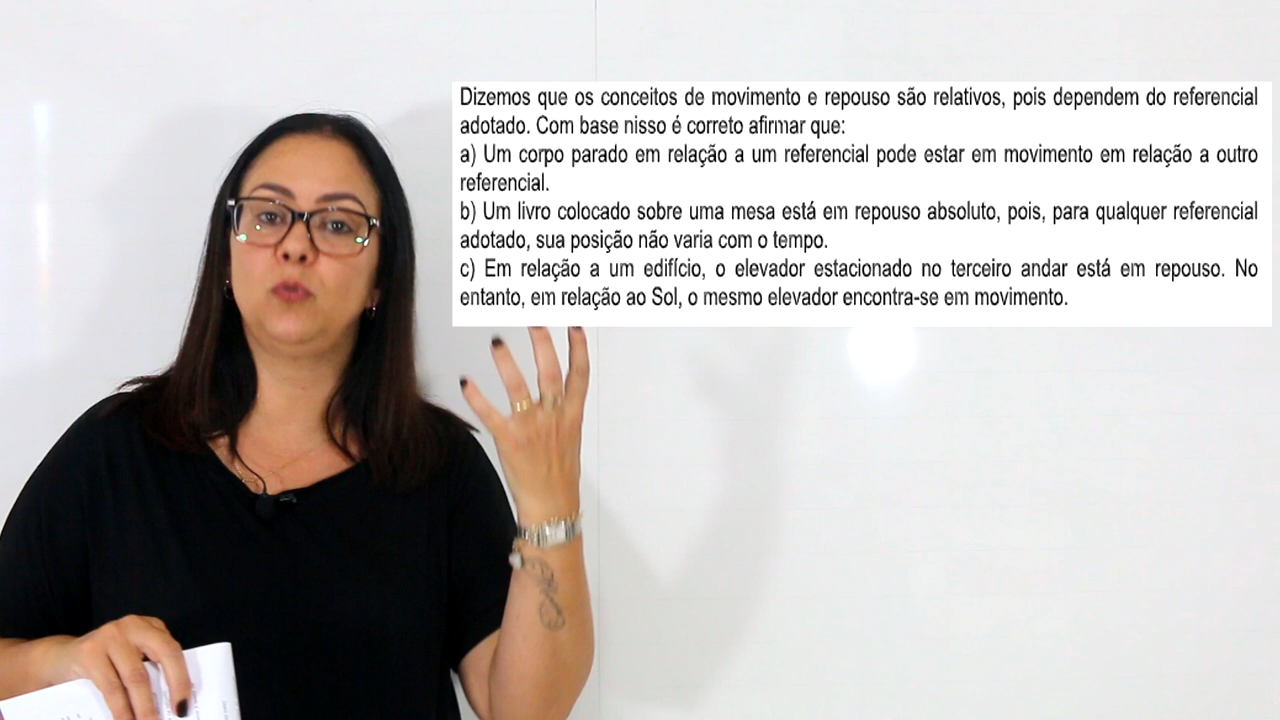 Dizemos que os conceitos de movimento e repouso são relativos, pois dependem do referencial
adotado. Com base nisso é correto afirmar que:
a) Um corpo parado em relação a um referencial pode estar em movimento em relação a outro
referencial.
b) Um livro colocado sobre uma mesa está em repouso absoluto, pois, para qualquer referencial
adotado, sua posição não varia com o tempo.
c) Em relação a um edifício, o elevador estacionado no terceiro andar está em repouso. No
entanto, em relação ao Sol, o mesmo elevador encontra-se em movimento.